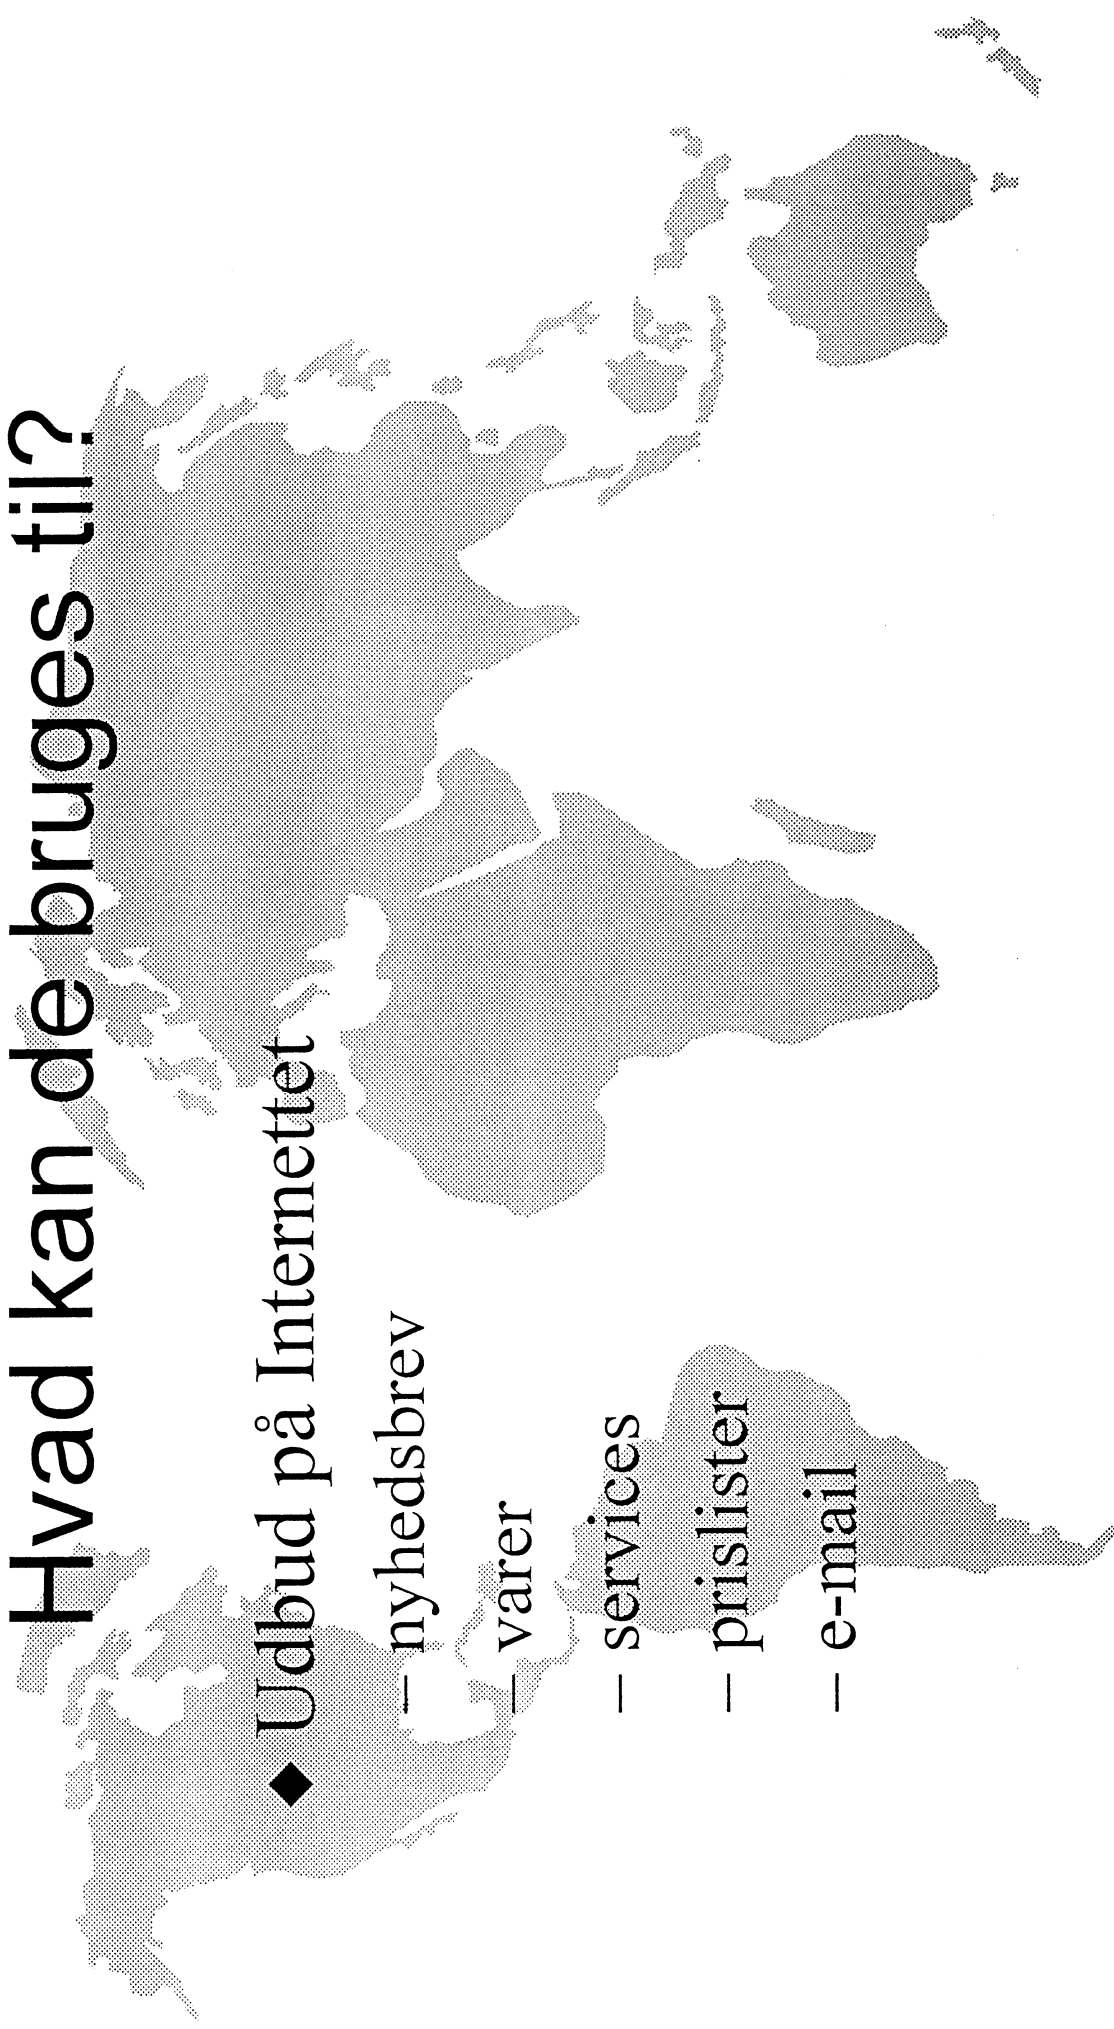 Hvad kan de bruges til?
◆ Udbud på Internettet
– nyhedsbrev
– varer
– services
– prislister
– e-mail